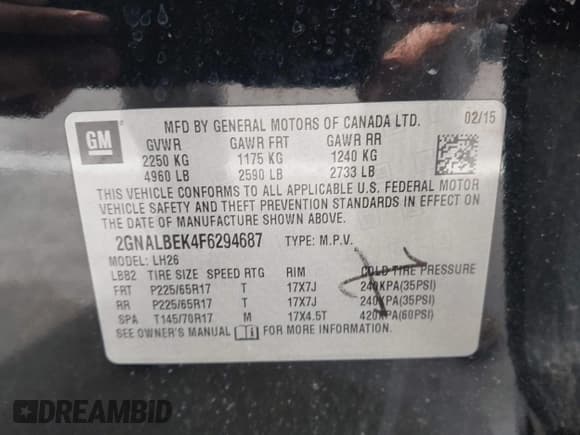 GM
MFD BY GENERAL MOTORS OF CANADA LTD. 02/15
GVWR GAWR FRT GAWR RR
2250 KG 1175 KG 1240 KG
4960 LB 2590 LB 2733 LB
THIS VEHICLE CONFORMS TO ALL APPLICABLE U.S. FEDERAL MOTOR
VEHICLE SAFETY AND THEFT PREVENTION STANDARDS IN EFFECT ON
THE DATE OF MANUFACTURE SHOWN ABOVE.
2GNALBEK4F6294687 TYPE: M.P.V.
MODEL: LH26
LBB2 TIRE SIZE SPEED RTG RIM COLD TIRE PRESSURE
FRT P225/65R17 T 17X7J 240KPA(35PSI)
RR P225/65R17 T 17X7J 240KPA(35PSI)
SPA T145/70R17 M 17X4.5T 420KPA(60PSI)
SEE OWNER'S MANUAL FOR MORE INFORMATION.
DREAMBID